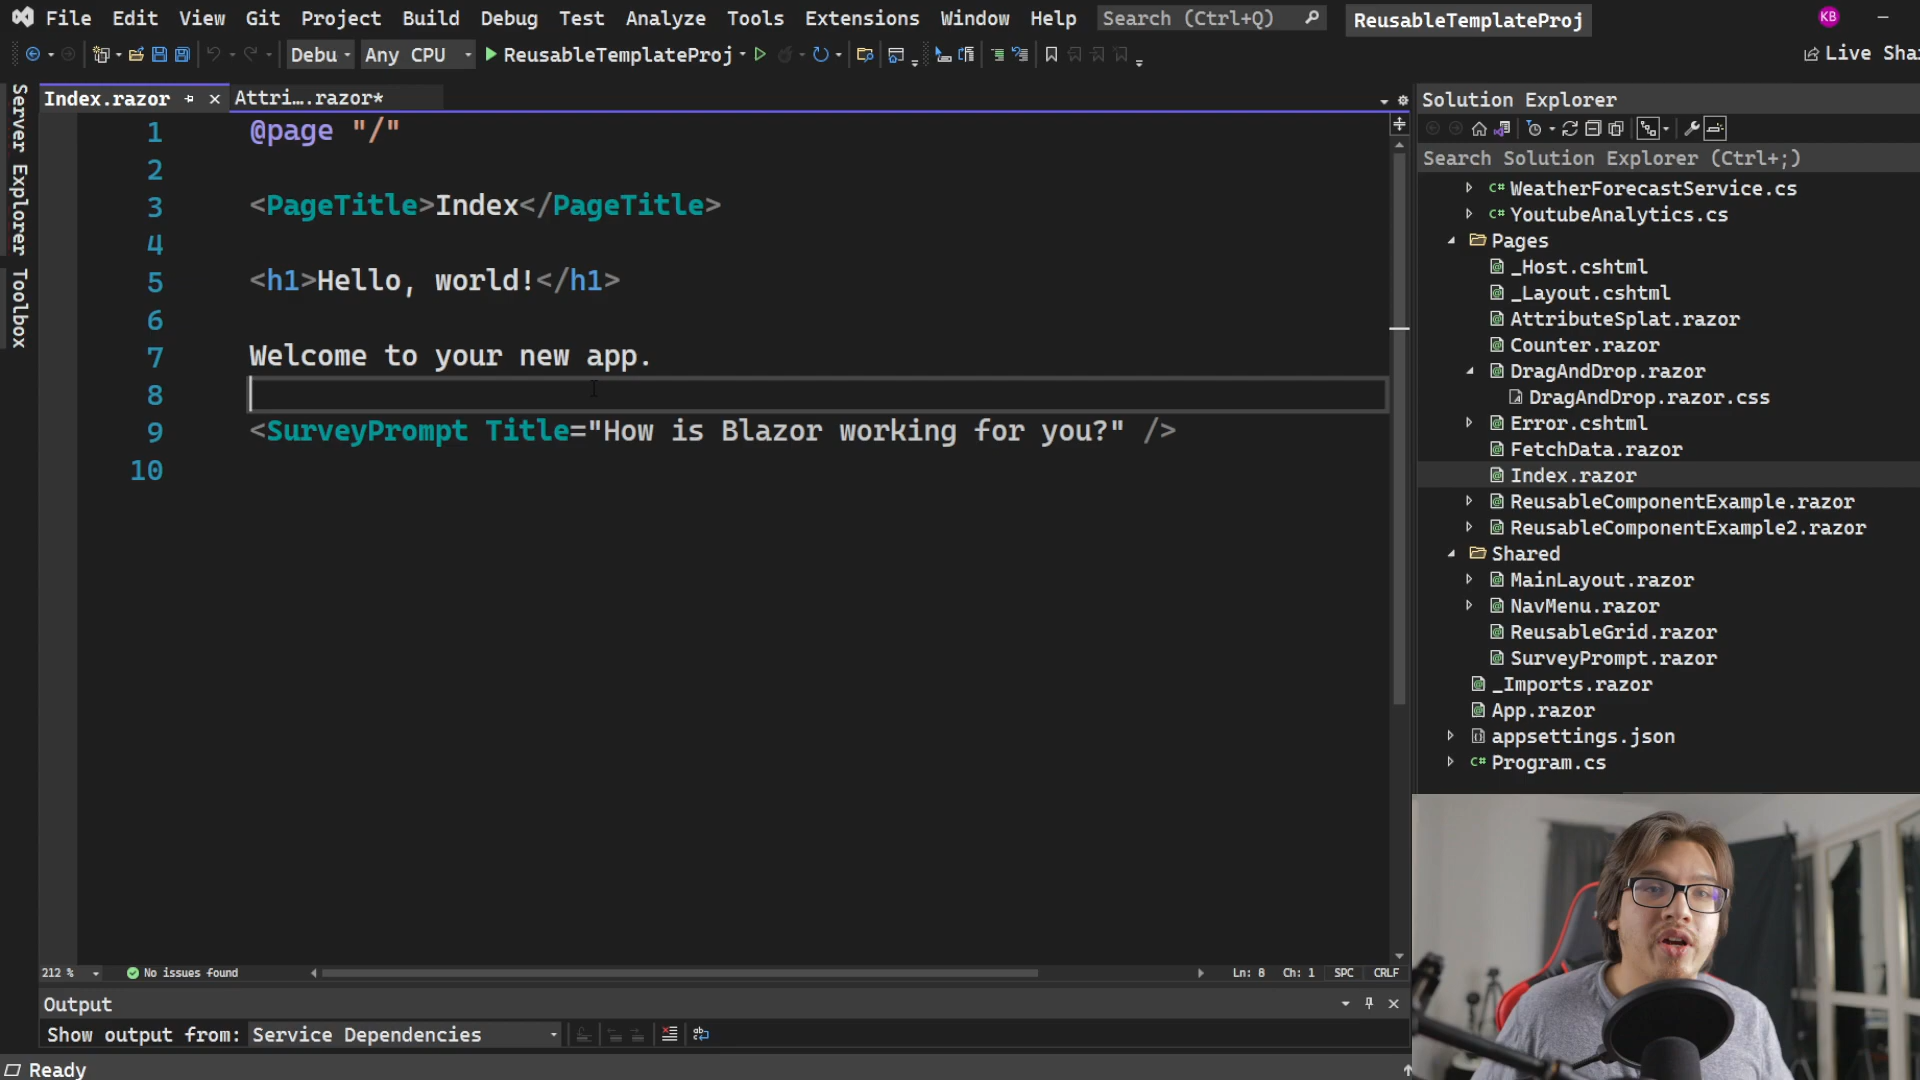 File Edit View Git Project Build Debug Test Analyze Tools Extensions Window Help Search (Ctrl+Q) ReusableTemplateProj KB
Debu Any CPU ReusableTemplateProj Live Sha
Server Explorer
Toolbox
Index.razor Attri….razor*
1 @page "/"
2
3 <PageTitle>Index</PageTitle>
4
5 <h1>Hello, world!</h1>
6
7 Welcome to your new app.
8
9 <SurveyPrompt Title="How is Blazor working for you?" />
10
212 % No issues found Ln: 8 Ch: 1 SPC CRLF
Output
Show output from: Service Dependencies
Ready
Solution Explorer
Search Solution Explorer (Ctrl+;)
C# WeatherForecastService.cs
C# YoutubeAnalytics.cs
Pages
_Host.cshtml
_Layout.cshtml
AttributeSplat.razor
Counter.razor
DragAndDrop.razor
DragAndDrop.razor.css
Error.cshtml
FetchData.razor
Index.razor
ReusableComponentExample.razor
ReusableComponentExample2.razor
Shared
MainLayout.razor
NavMenu.razor
ReusableGrid.razor
SurveyPrompt.razor
_Imports.razor
App.razor
appsettings.json
C# Program.cs